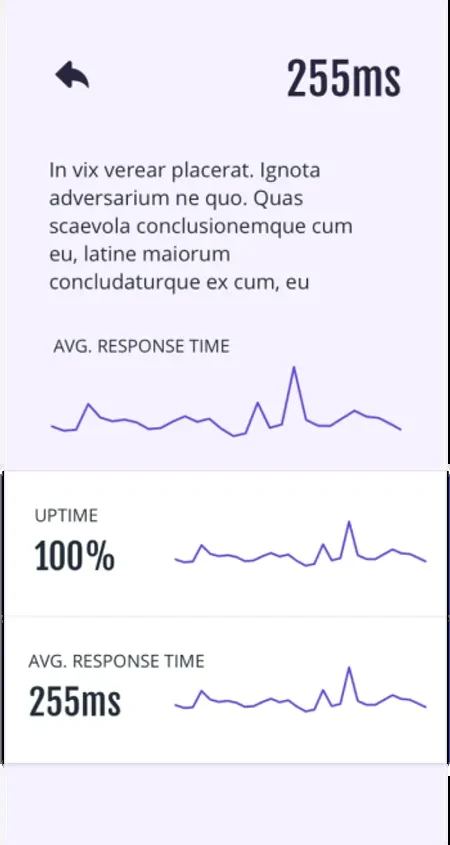 255ms
In vix verear placerat. Ignota
adversarium ne quo. Quas
scaevola conclusionemque cum
eu, latine maiorum
concludaturque ex cum, eu
AVG. RESPONSE TIME
UPTIME
100%
AVG. RESPONSE TIME
255ms